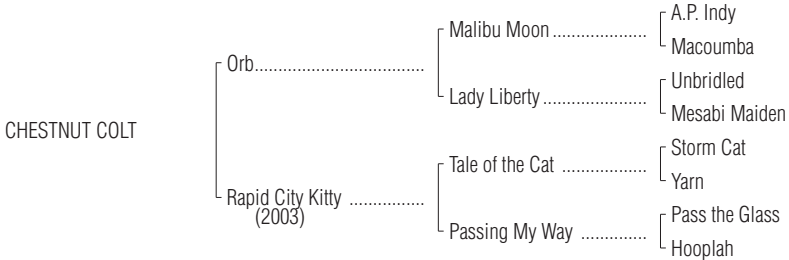 A.P. Indy
Malibu Moon ....................
Macoumba
Orb....................................
Unbridled
Lady Liberty......................
Mesabi Maiden
CHESTNUT COLT
Storm Cat
Tale of the Cat ..................
Yarn
Rapid City Kitty ................
(2003)
Pass the Glass
Passing My Way ..............
Hooplah